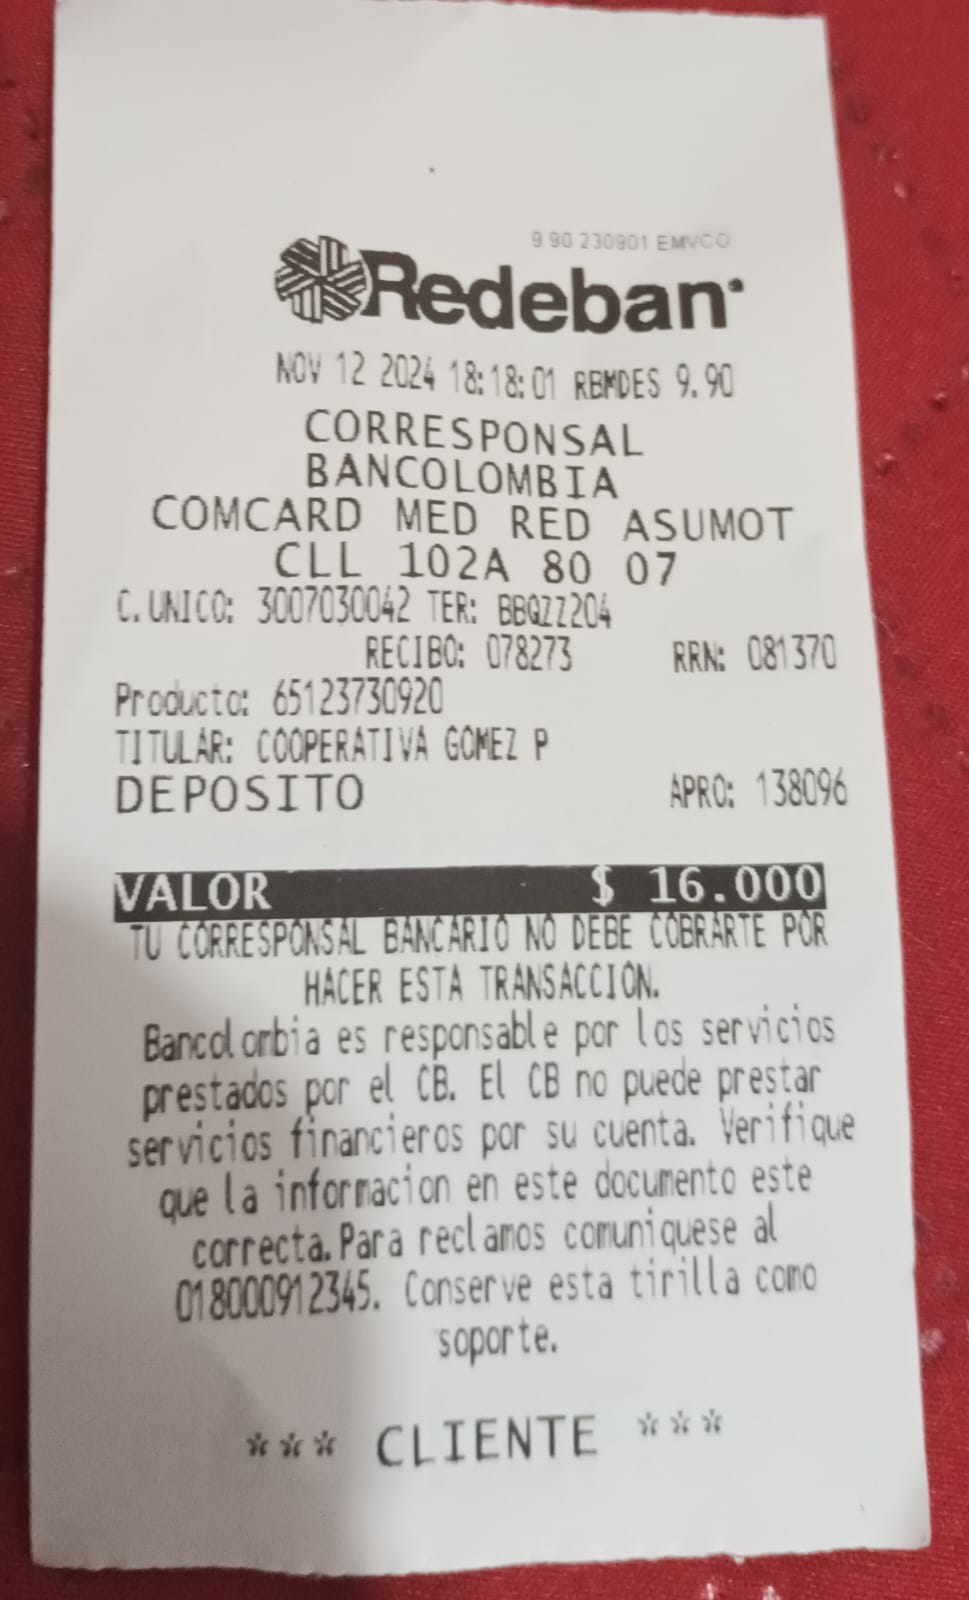 9.90 230901 EMVCO
Redeban
NOV 12 2024 18:18:01 RBMDES 9.90
CORRESPONSAL
BANCOLOMBIA
COMCARD MED RED ASUMOT
CLL 102A 80 07
C. UNICO: 3007030042 TER: BBQZZ204
RECIBO: 078273 RRN: 081370
Producto: 65123730920
TITULAR: COOPERATIVA GOMEZ P
DEPOSITO APRO: 138096
VALOR $ 16.000
TU CORRESPONSAL BANCARIO NO DEBE COBRARTE POR
HACER ESTA TRANSACCION.
Bancolombia es responsable por los servicios
prestados por el CB. El CB no puede prestar
servicios financieros por su cuenta. Verifique
que la informacion en este documento este
correcta. Para reclamos comuniquese al
018000912345. Conserve esta tirilla como
soporte.
*** CLIENTE ***